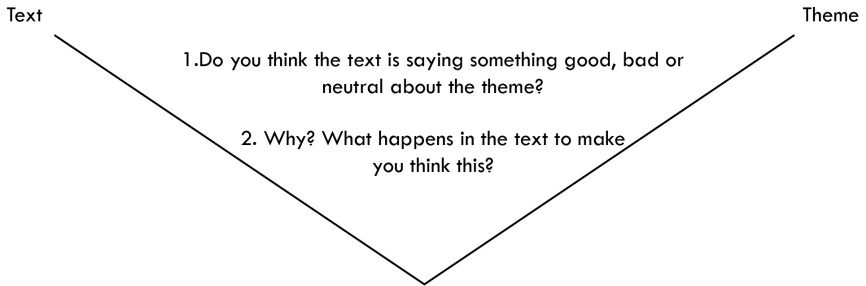 Text
Theme
1.Do you think the text is saying something good, bad or
neutral about the theme?
2. Why? What happens in the text to make
you think this?